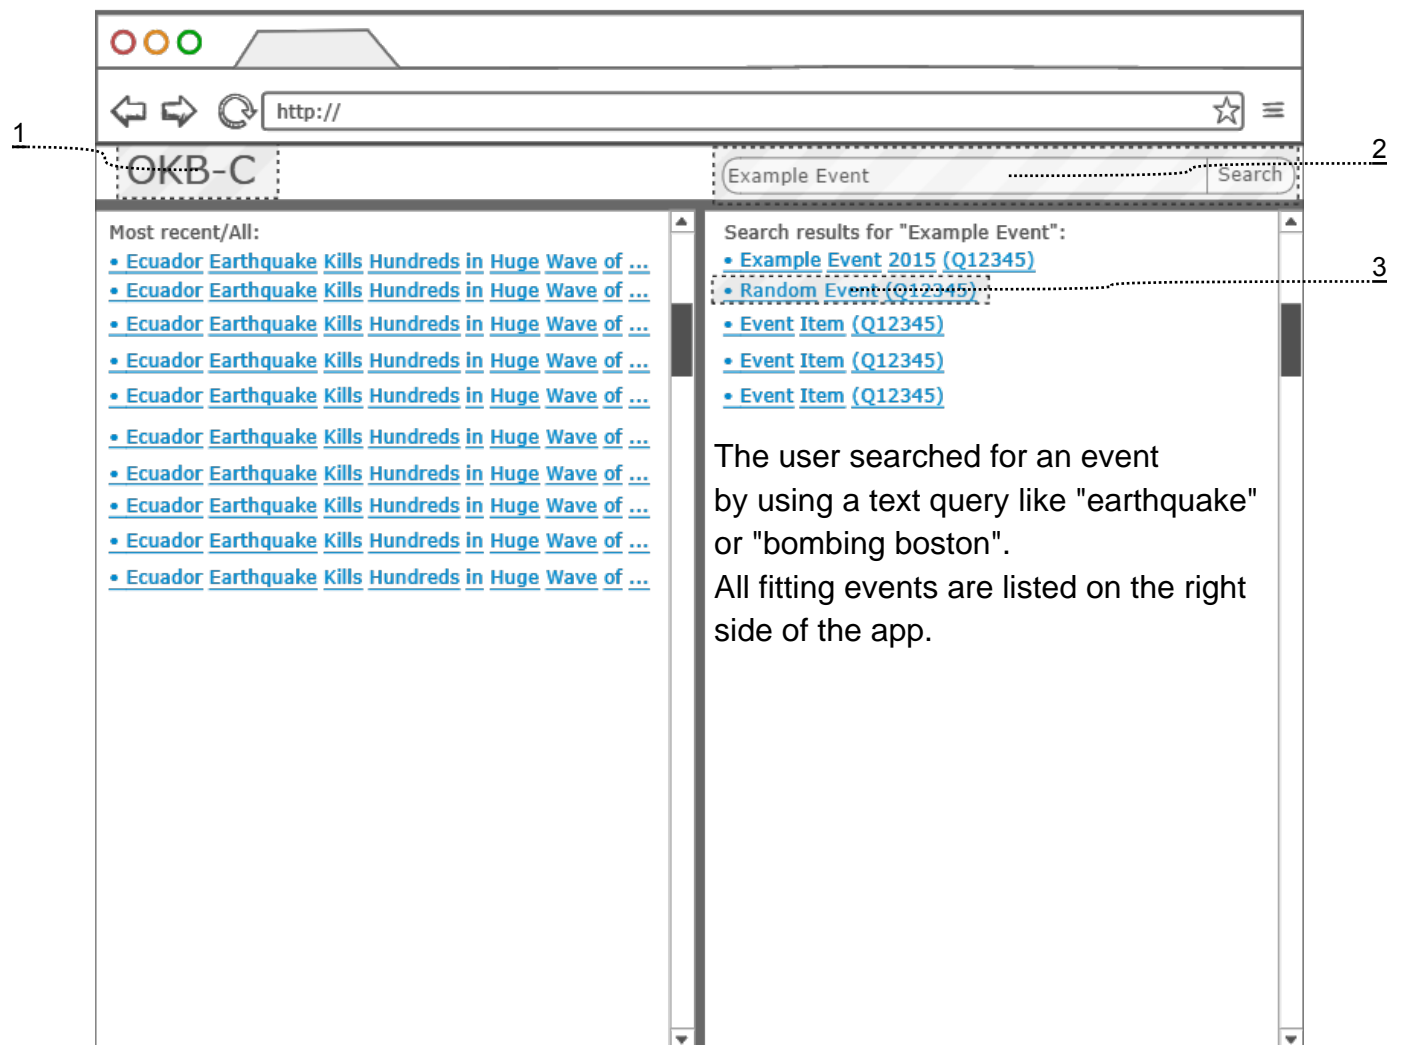 http://
1
OKB-C
2
Example Event
Search
Most recent/All:
• Ecuador Earthquake Kills Hundreds in Huge Wave of ...
• Ecuador Earthquake Kills Hundreds in Huge Wave of ...
• Ecuador Earthquake Kills Hundreds in Huge Wave of ...
• Ecuador Earthquake Kills Hundreds in Huge Wave of ...
• Ecuador Earthquake Kills Hundreds in Huge Wave of ...
• Ecuador Earthquake Kills Hundreds in Huge Wave of ...
• Ecuador Earthquake Kills Hundreds in Huge Wave of ...
• Ecuador Earthquake Kills Hundreds in Huge Wave of ...
• Ecuador Earthquake Kills Hundreds in Huge Wave of ...
• Ecuador Earthquake Kills Hundreds in Huge Wave of ...
Search results for "Example Event":
• Example Event 2015 (Q12345)
• Random Event (Q12345)
3
• Event Item (Q12345)
• Event Item (Q12345)
• Event Item (Q12345)
The user searched for an event
by using a text query like "earthquake"
or "bombing boston".
All fitting events are listed on the right
side of the app.